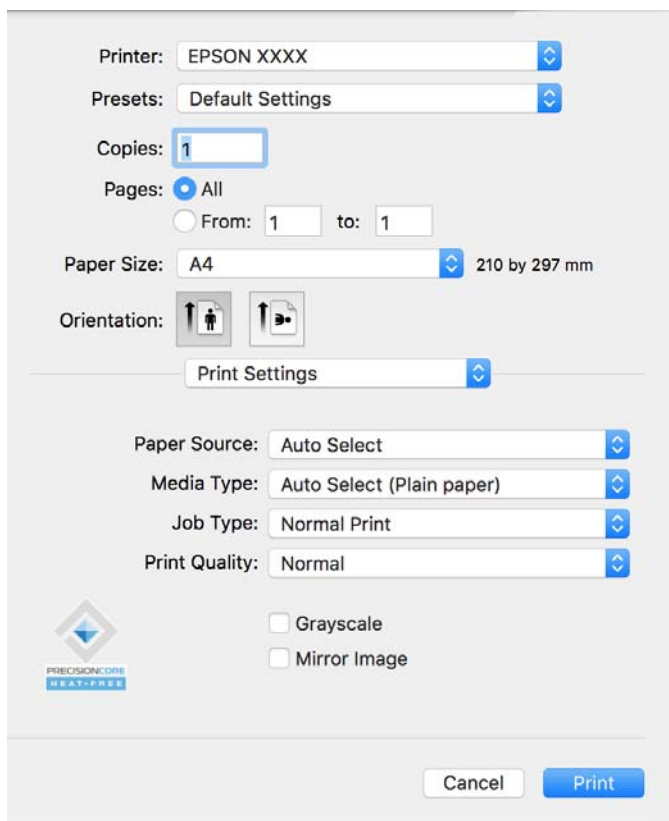 Printer: EPSON XXXX
Presets: Default Settings
Copies: 1
Pages: All
From: 1 to: 1
Paper Size: A4 210 by 297 mm
Orientation:
Print Settings
Paper Source: Auto Select
Media Type: Auto Select (Plain paper)
Job Type: Normal Print
Print Quality: Normal
Grayscale
Mirror Image
PRECISIONCORE
HEAT-FREE
Cancel Print